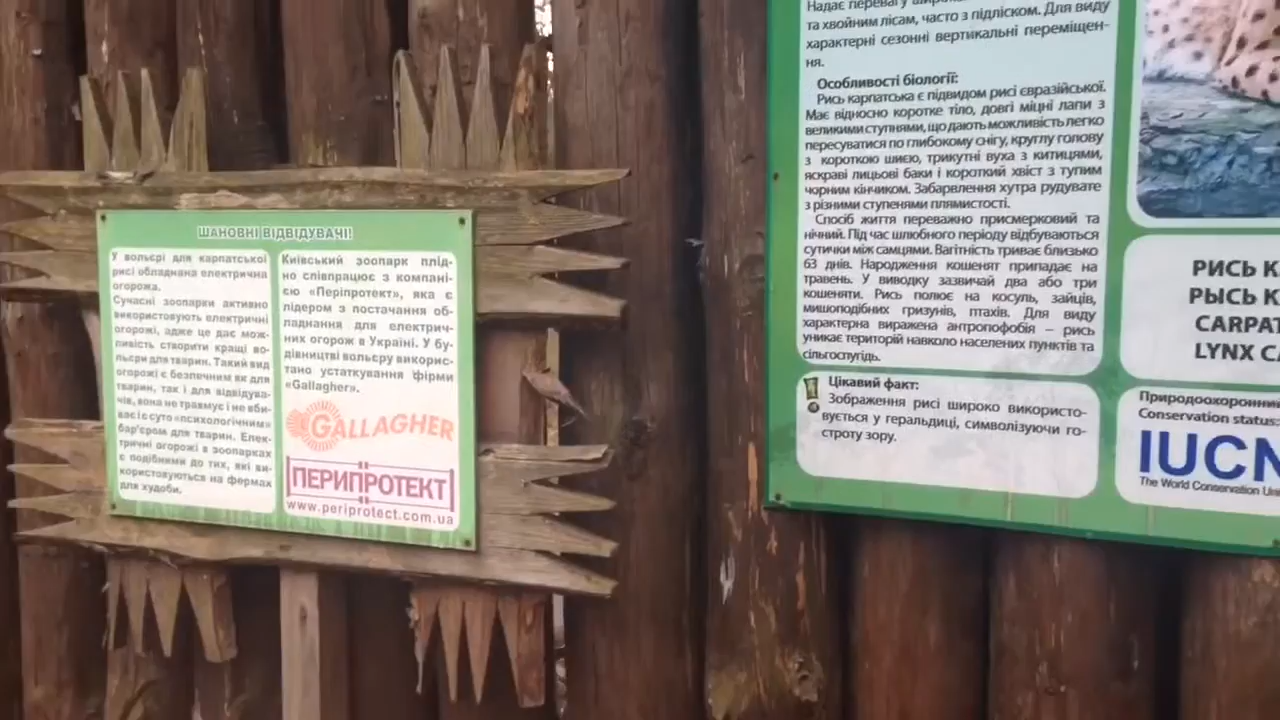 ШАНОВНІ ВІДВІДУВАЧІ!
У вольєрі для карпатської
рисі обладнана електрична
огорожа.
Сучасні зоопарки активно
використовують електричні
огорожі, адже це дає мож-
ливість створити кращі во-
льєри для тварин. Такий вид
огорожі є безпечним як для
тварин, так і для відвідува-
чів, вона не травмує і не вби-
ває і є суто «психологічним»
бар'єром для тварин. Елек-
тричні огорожі в зоопарках
є подібними до тих, які ви-
користовуються на фермах
для худоби.
Київський зоопарк плід-
но співпрацює з компані-
єю «Періпротект», яка є
лідером з постачання об-
ладнання для електрич-
них огорож в Україні. У бу-
дівництві вольєру викорис-
тано устаткування фірми
«Gallagher».
GALLAGHER
ПЕРИПРОТЕКТ
www.periprotect.com.ua
Надає перевагу
та хвойним лісам, часто з підліском. Для виду
характерні сезонні вертикальні переміщен-
ня.
Особливості біології:
Рись карпатська є підвидом рисі євразійської.
Має відносно коротке тіло, довгі міцні лапи з
великими ступнями, що дають можливість легко
пересуватися по глибокому снігу, круглу голову
з короткою шиєю, трикутні вуха з китицями,
яскраві лицьові баки і короткий хвіст з тупим
чорним кінчиком. Забарвлення хутра рудувате
з різними ступенями плямистості.
Спосіб життя переважно присмерковий та
нічний. Під час шлюбного періоду відбуваються
сутички між самцями. Вагітність триває близько
63 днів. Народження кошенят припадає на
травень. У виводку зазвичай два або три
кошеняти. Рись полює на косуль, зайців,
мишоподібних гризунів, птахів. Для виду
характерна виражена антропофобія – рись
уникає територій навколо населених пунктів та
сільгоспугідь.
Цікавий факт:
Зображення рисі широко використо-
вується у геральдиці, символізуючи го-
строту зору.
РИСЬ К
РЫСЬ К
CARPAT
LYNX CA
Природоохоронний
Conservation status:
IUCN
The World Conservation Un